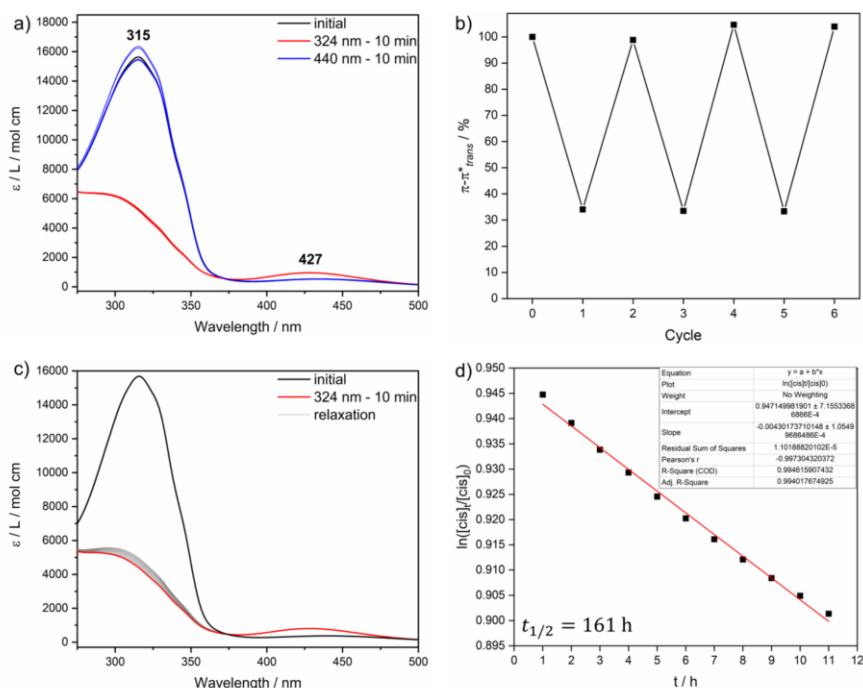 a)
315
initial
324 nm - 10 min
440 nm - 10 min
427
ε / L / mol cm
16000
14000
12000
10000
8000
6000
4000
2000
0
300
350
400
450
500
Wavelength / nm
b)
π-π*trans / %
110
100
90
80
70
60
50
40
30
20
10
0
0
1
2
3
4
5
6
Cycle
c)
initial
324 nm - 10 min
relaxation
ε / L / mol cm
16000
14000
12000
10000
8000
6000
4000
2000
0
300
350
400
450
500
Wavelength / nm
d)
ln([cis]t/[cis]0)
0.950
0.945
0.940
0.935
0.930
0.925
0.920
0.915
0.910
0.905
0.900
0.895
Equation y = a + b*x
Plot ln([cis]t/[cis]0)
Weight No Weighting
Intercept 0.947149981901 ± 7.1553368
6866E-4
Slope -0.00430173710148 ± 1.0549
9686486E-4
Residual Sum of Squares 1.10186820102E-5
Pearson's r -0.997304320372
R-Square (COD) 0.994615907432
Adj. R-Square 0.994017674925
t1/2 = 161 h
0
1
2
3
4
5
6
7
8
9
10
11
12
t / h